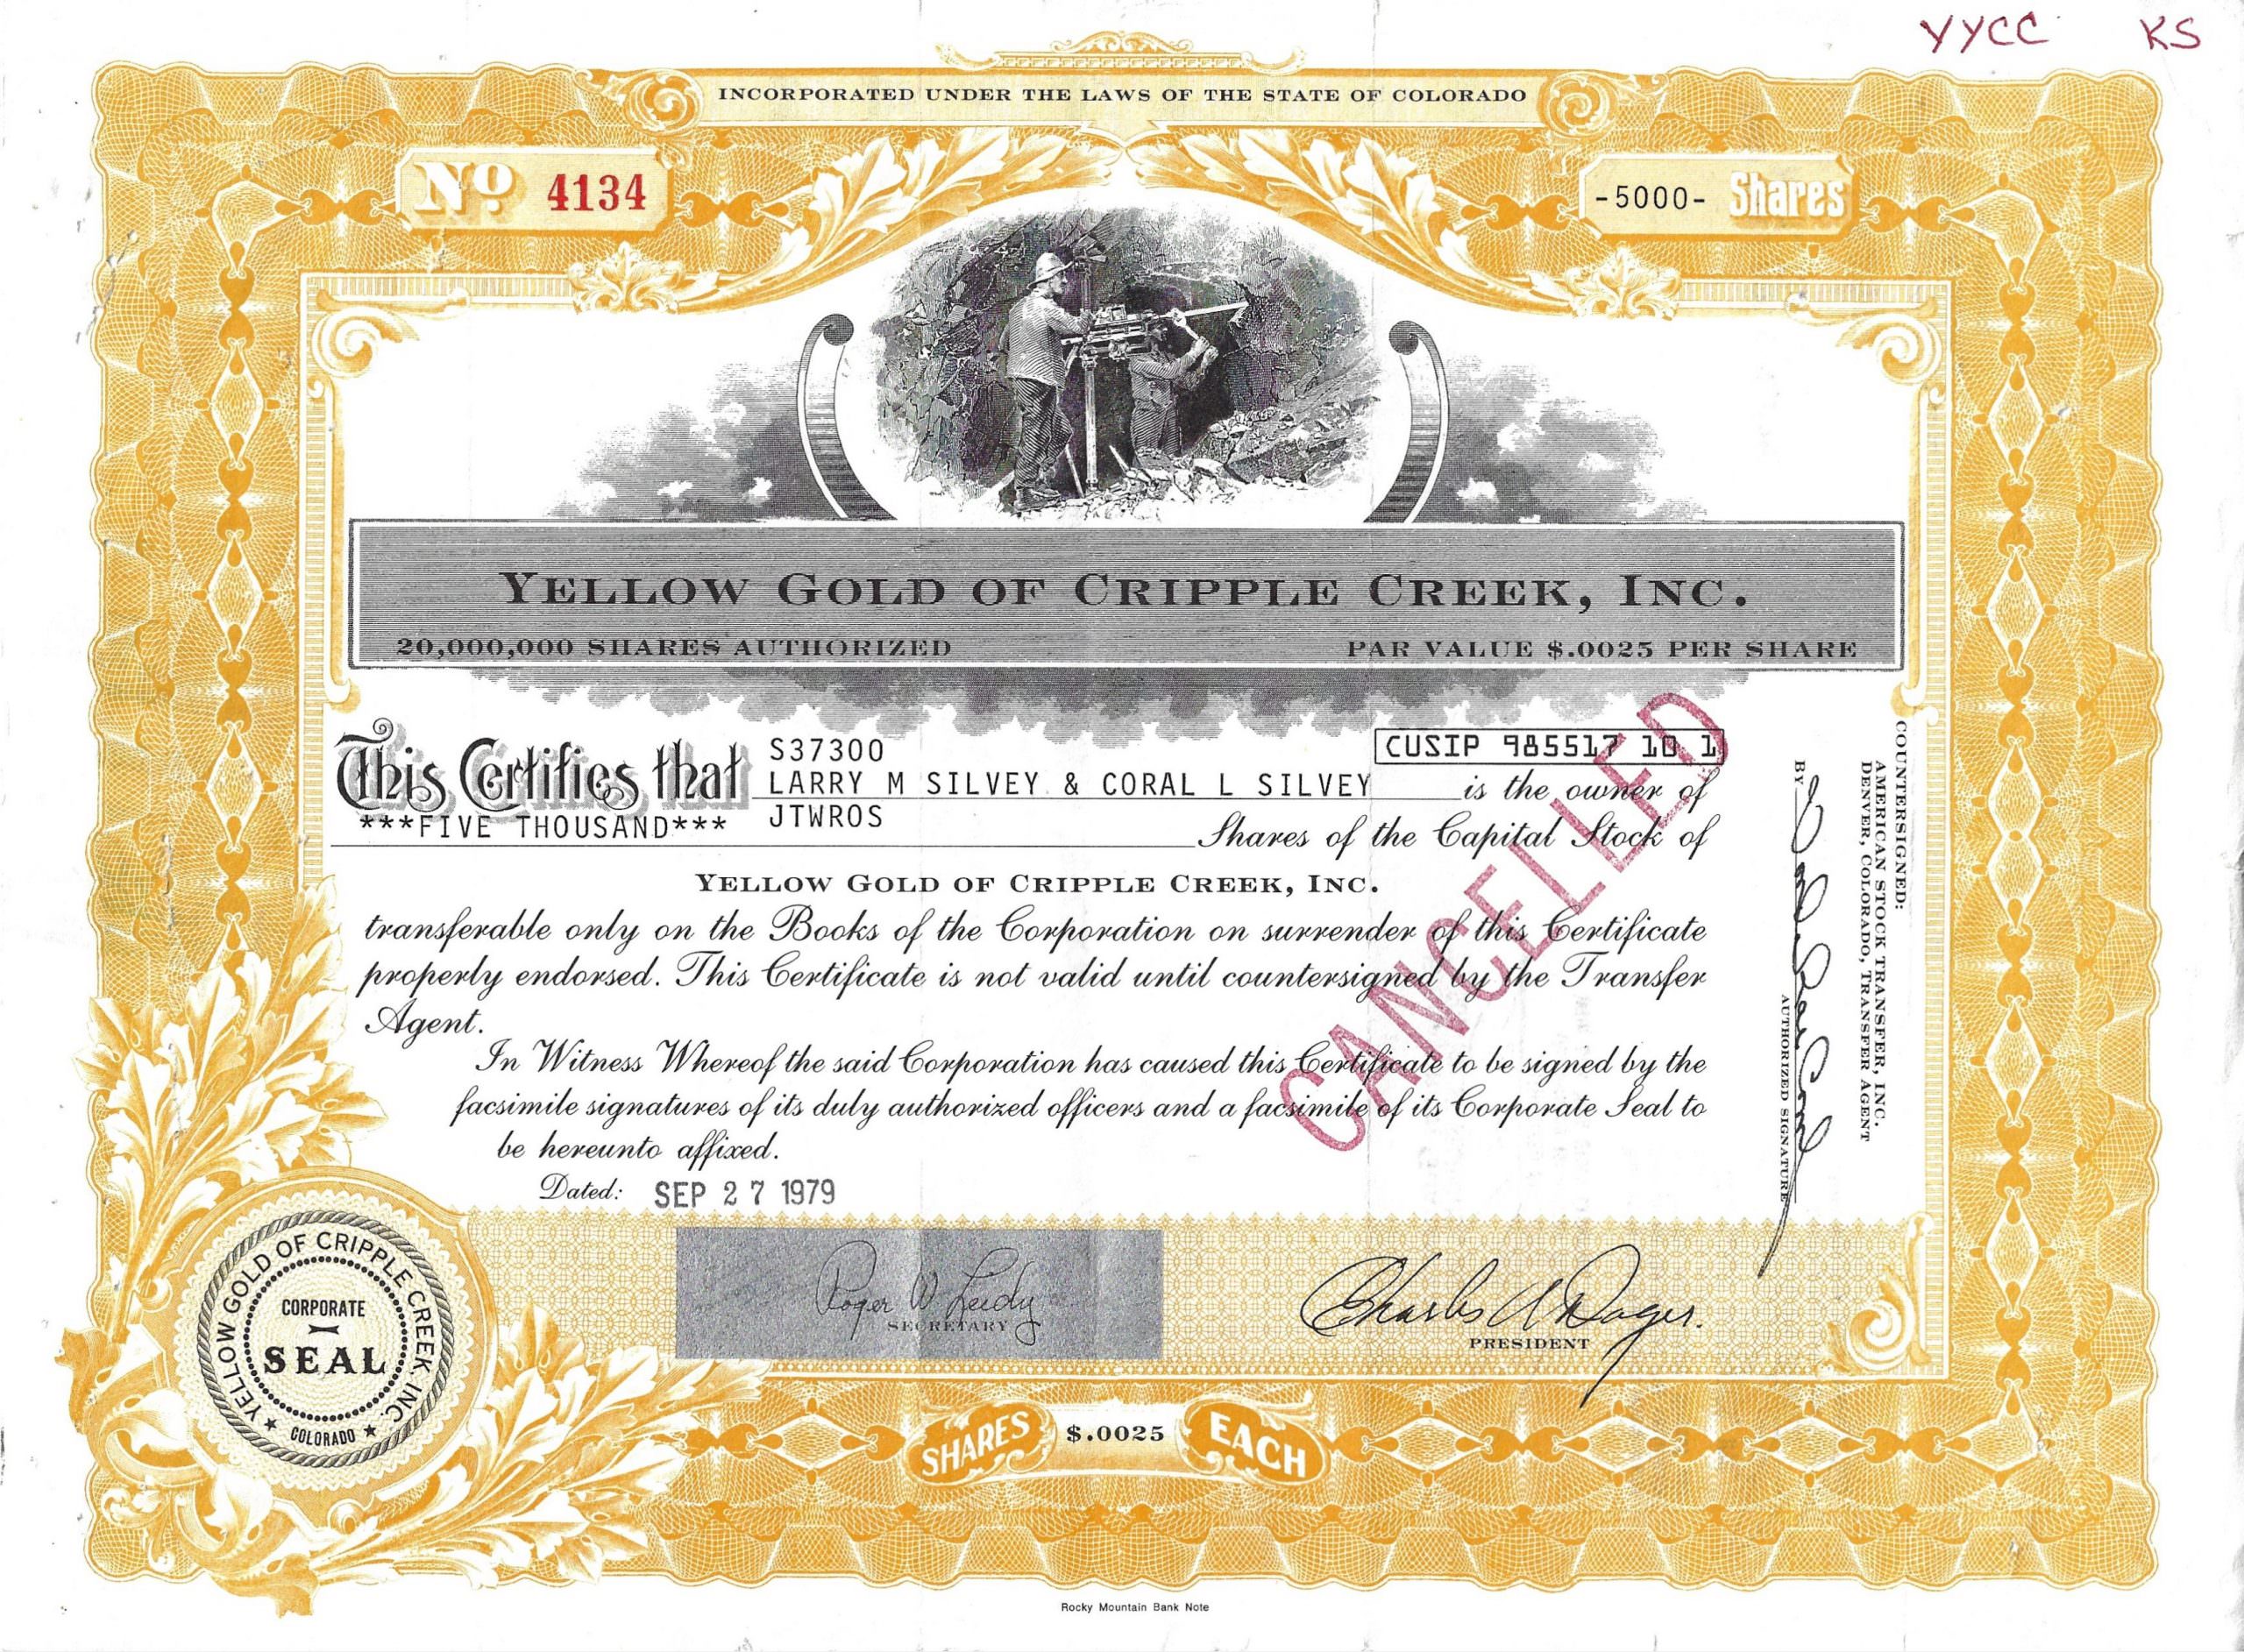 YYCC KS
INCORPORATED UNDER THE LAWS OF THE STATE OF COLORADO
No 4134
-5000- Shares
YELLOW GOLD OF CRIPPLE CREEK, INC.
20,000,000 SHARES AUTHORIZED PAR VALUE $.0025 PER SHARE
S37300
CUSIP 985517 10 1
This Certifies that LARRY M SILVEY & CORAL L SILVEY is the owner of
***FIVE THOUSAND*** JTWROS
Shares of the Capital Stock of
YELLOW GOLD OF CRIPPLE CREEK, INC.
transferable only on the Books of the Corporation on surrender of this Certificate
properly endorsed. This Certificate is not valid until countersigned by the Transfer
Agent.
In Witness Whereof the said Corporation has caused this Certificate to be signed by the
facsimile signatures of its duly authorized officers and a facsimile of its Corporate Seal to
be hereunto affixed.
Dated: SEP 27 1979
CANCELLED
COUNTERSIGNED:
AMERICAN STOCK TRANSFER, INC.
DENVER, COLORADO, TRANSFER AGENT
BY
AUTHORIZED SIGNATURE
YELLOW GOLD OF CRIPPLE CREEK, INC.
CORPORATE
SEAL
COLORADO
Roger W Leidy
SECRETARY
Charles A
PRESIDENT
SHARES $.0025 EACH
Rocky Mountain Bank Note